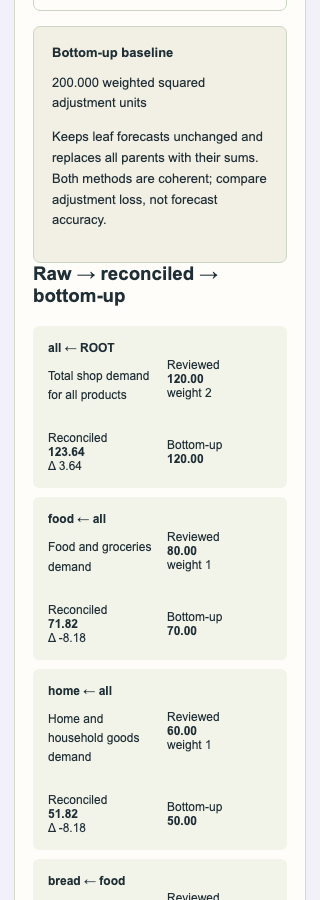 Bottom-up baseline
200.000 weighted squared
adjustment units
Keeps leaf forecasts unchanged and
replaces all parents with their sums.
Both methods are coherent; compare
adjustment loss, not forecast
accuracy.
Raw → reconciled →
bottom-up
all ← ROOT
Total shop demand
for all products
Reviewed
120.00
weight 2
Reconciled
123.64
Δ 3.64
Bottom-up
120.00
food ← all
Food and groceries
demand
Reviewed
80.00
weight 1
Reconciled
71.82
Δ -8.18
Bottom-up
70.00
home ← all
Home and
household goods
demand
Reviewed
60.00
weight 1
Reconciled
51.82
Δ -8.18
Bottom-up
50.00
bread ← food
Reviewed